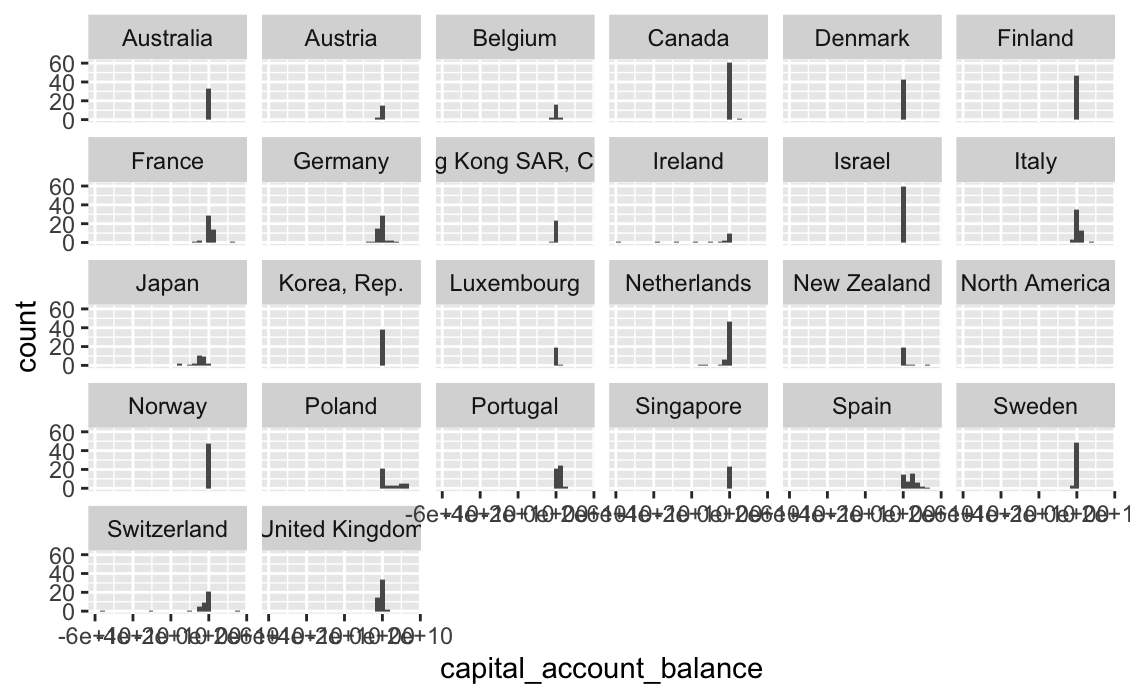 Australia Austria Belgium Canada Denmark Finland
60
40
20
0
France Germany g Kong SAR, C Ireland Israel Italy
60
40
20
0
Japan Korea, Rep. Luxembourg Netherlands New Zealand North America
60
40
20
0
Norway Poland Portugal Singapore Spain Sweden
60
40
20
0
Switzerland United Kingdom
60
40
20
0
count
capital_account_balance